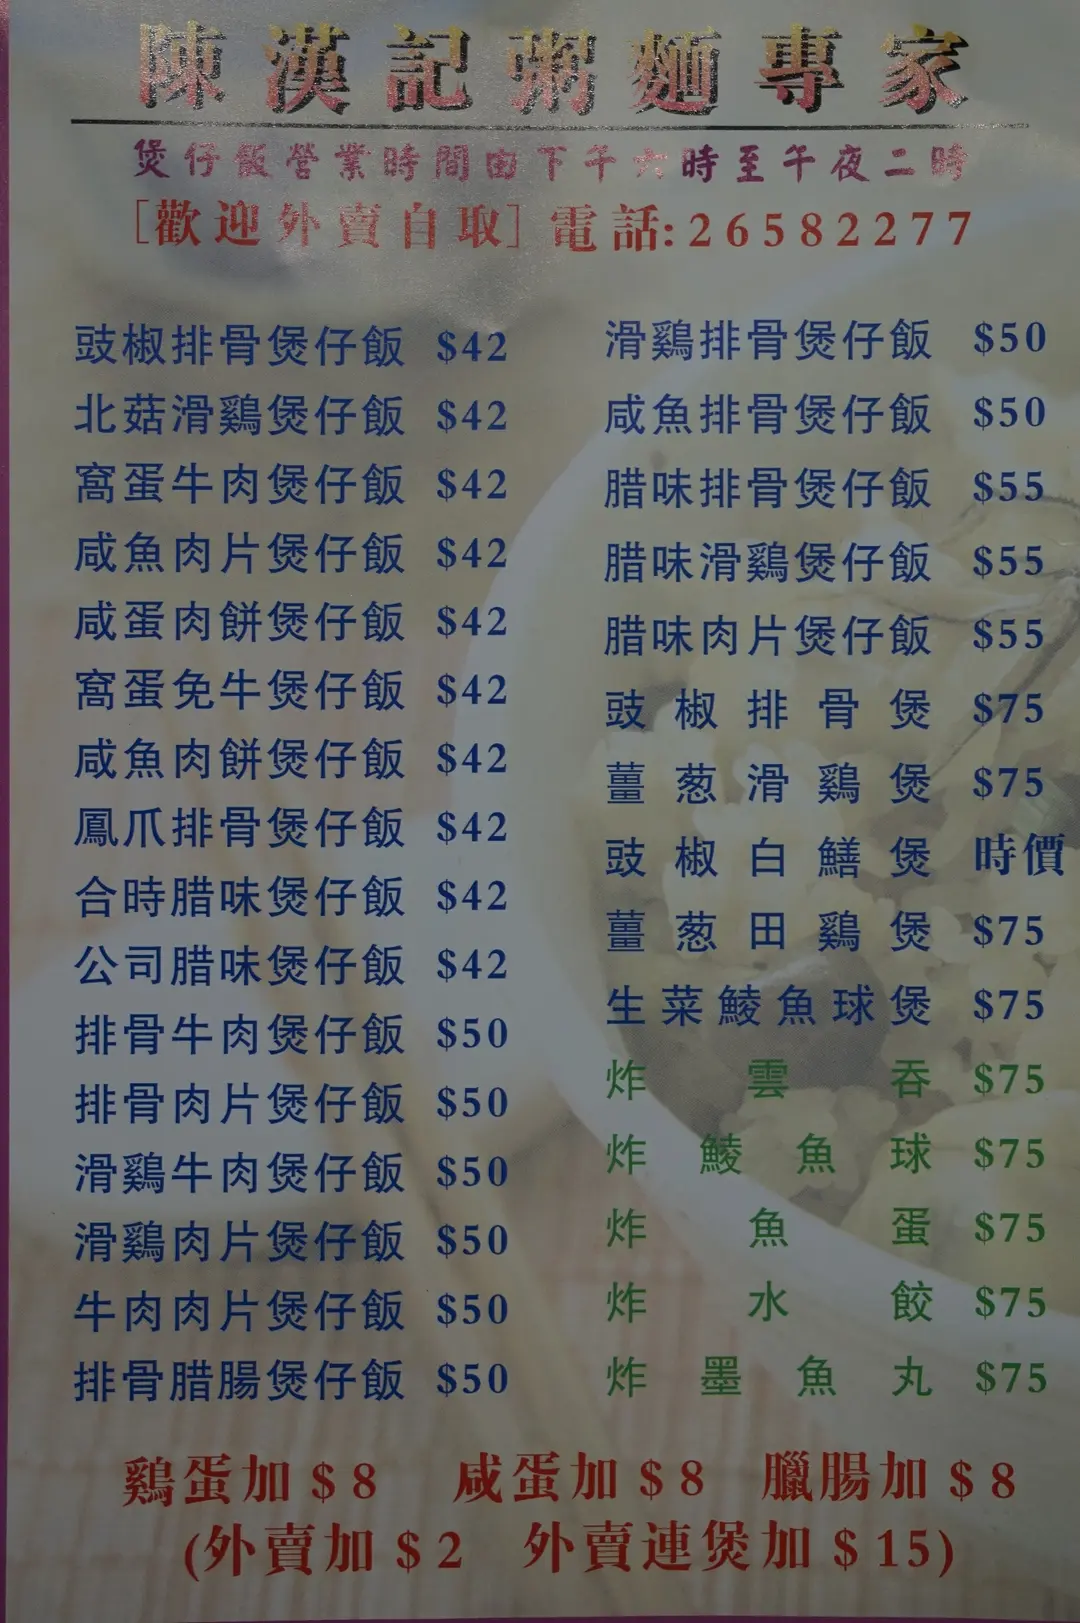 陳漢記粥麵專家
煲仔飯營業時間由下午六時至午夜二時
[歡迎外賣自取] 電話:26582277
豉椒排骨煲仔飯 $42
北菇滑鷄煲仔飯 $42
窩蛋牛肉煲仔飯 $42
咸魚肉片煲仔飯 $42
咸蛋肉餅煲仔飯 $42
窩蛋免牛煲仔飯 $42
咸魚肉餅煲仔飯 $42
鳳爪排骨煲仔飯 $42
合時腊味煲仔飯 $42
公司腊味煲仔飯 $42
排骨牛肉煲仔飯 $50
排骨肉片煲仔飯 $50
滑鷄牛肉煲仔飯 $50
滑鷄肉片煲仔飯 $50
牛肉肉片煲仔飯 $50
排骨腊腸煲仔飯 $50
滑鷄排骨煲仔飯 $50
咸魚排骨煲仔飯 $50
腊味排骨煲仔飯 $55
腊味滑鷄煲仔飯 $55
腊味肉片煲仔飯 $55
豉椒排骨煲 $75
薑葱滑鷄煲 $75
豉椒白鱔煲 時價
薑葱田鷄煲 $75
生菜鯪魚球煲 $75
炸雲吞 $75
炸鯪魚球 $75
炸魚蛋 $75
炸水餃 $75
炸墨魚丸 $75
鷄蛋加$8 咸蛋加$8 臘腸加$8
(外賣加$2 外賣連煲加$15)